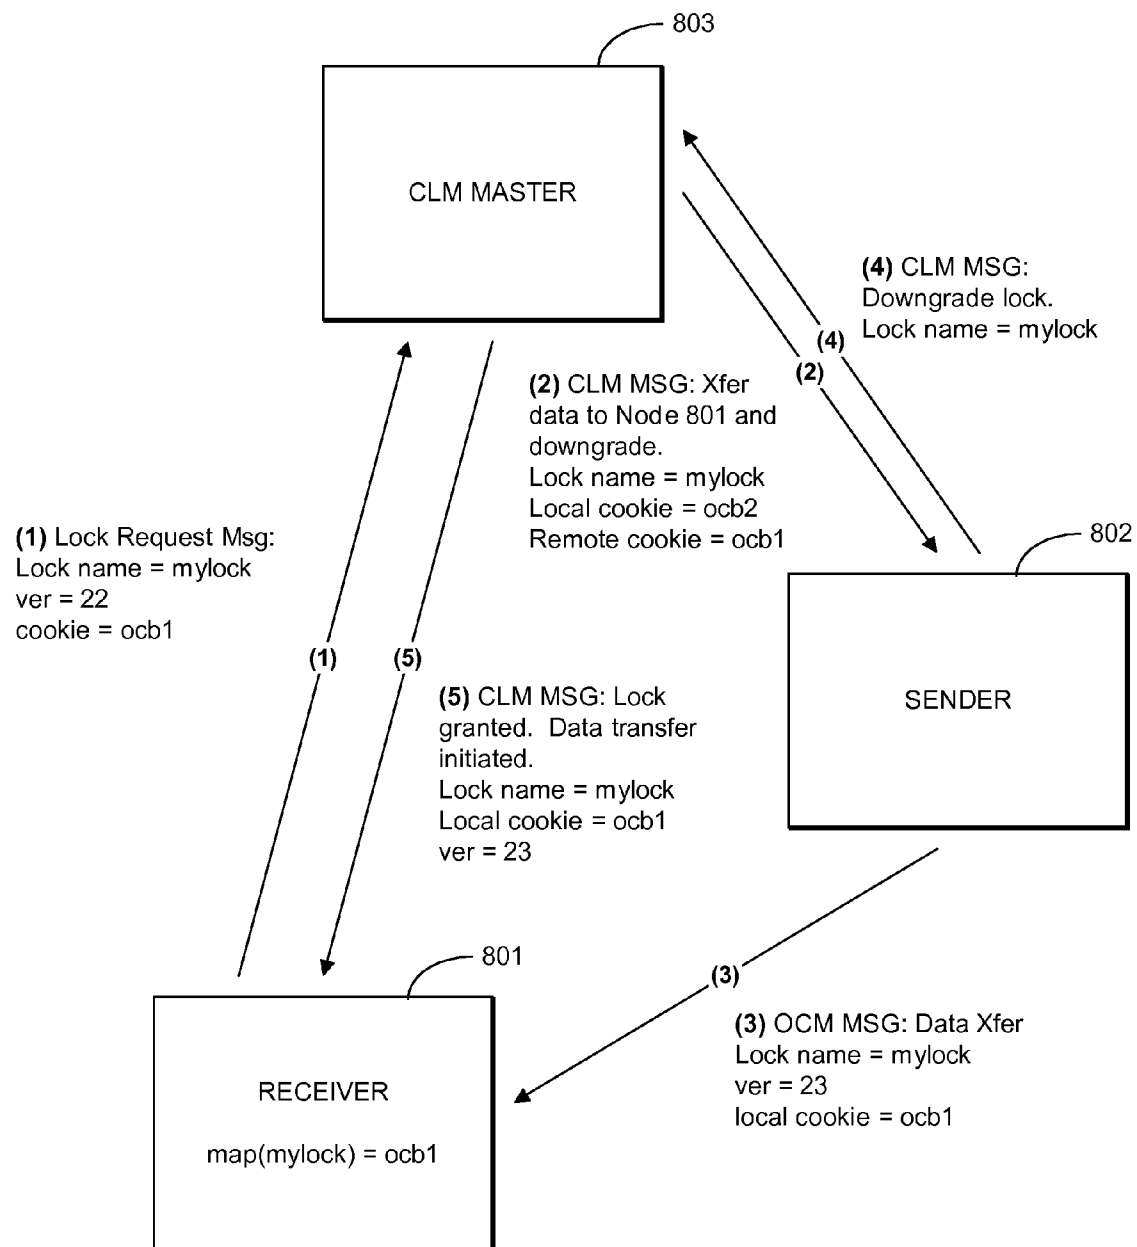 803
CLM MASTER
(4) CLM MSG:
Downgrade lock.
Lock name = mylock
(4)
(2)
(2) CLM MSG: Xfer
data to Node 801 and
downgrade.
Lock name = mylock
Local cookie = ocb2
Remote cookie = ocb1
802
(1) Lock Request Msg:
Lock name = mylock
ver = 22
cookie = ocb1
(1)
(5)
(5) CLM MSG: Lock
granted. Data transfer
initiated.
Lock name = mylock
Local cookie = ocb1
ver = 23
SENDER
801
(3)
(3) OCM MSG: Data Xfer
Lock name = mylock
ver = 23
local cookie = ocb1
RECEIVER
map(mylock) = ocb1